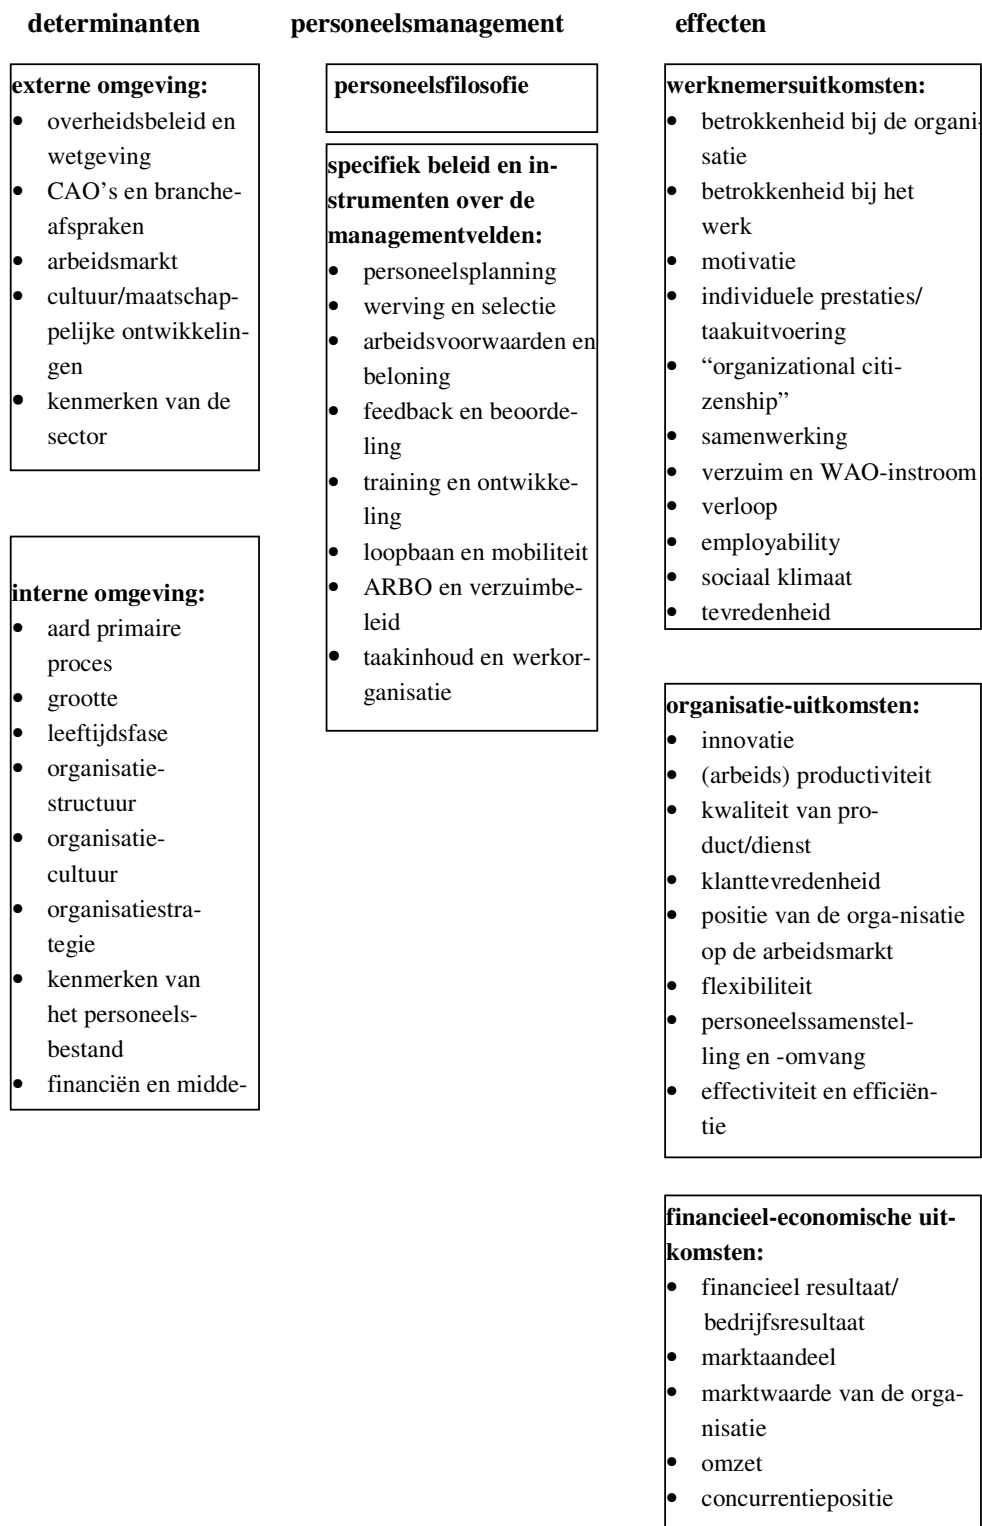 determinanten
personeelsmanagement
effecten
externe omgeving:
• overheidsbeleid en
wetgeving
• CAO's en branche-
afspraken
• arbeidsmarkt
• cultuur/maatschap-
pelijke ontwikkelin-
gen
• kenmerken van de
sector
interne omgeving:
• aard primaire
proces
• grootte
• leeftijdsfase
• organisatie-
structuur
• organisatie-
cultuur
• organisatiestra-
tegie
• kenmerken van
het personeels-
bestand
• financiën en midde-
personeelsfilosofie
specifiek beleid en in-
strumenten over de
managementvelden:
• personeelsplanning
• werving en selectie
• arbeidsvoorwaarden en
beloning
• feedback en beoorde-
ling
• training en ontwikke-
ling
• loopbaan en mobiliteit
• ARBO en verzuimbe-
leid
• taakinhoud en werkor-
ganisatie
werknemersuitkomsten:
• betrokkenheid bij de organi-
satie
• betrokkenheid bij het
werk
• motivatie
• individuele prestaties/
taakuitvoering
• “organizational citi-
zenship”
• samenwerking
• verzuim en WAO-instroom
• verloop
• employability
• sociaal klimaat
• tevredenheid
organisatie-uitkomsten:
• innovatie
• (arbeids) productiviteit
• kwaliteit van pro-
duct/dienst
• klanttevredenheid
• positie van de orga-nisatie
op de arbeidsmarkt
• flexibiliteit
• personeelssamenstel-
ling en -omvang
• effectiviteit en efficiën-
tie
financieel-economische uit-
komsten:
• financieel resultaat/
bedrijfsresultaat
• marktaandeel
• marktwaarde van de orga-
nisatie
• omzet
• concurrentiepositie